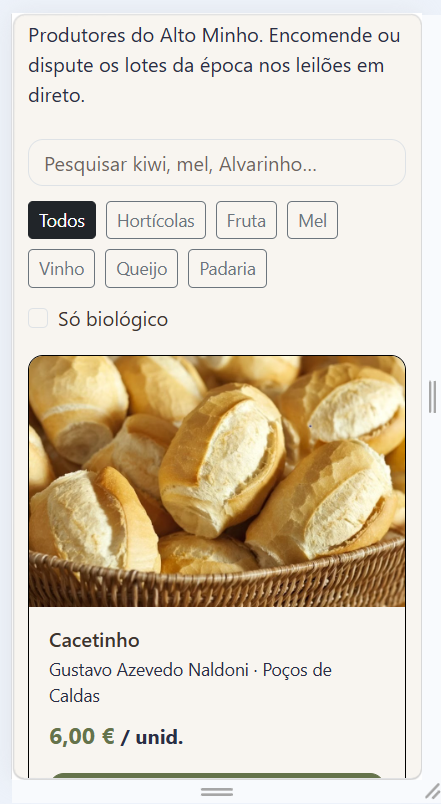 Produtores do Alto Minho. Encomende ou
dispute os lotes da época nos leilões em
direto.
Pesquisar kiwi, mel, Alvarinho...
Todos
Hortícolas
Fruta
Mel
Vinho
Queijo
Padaria
Só biológico
Cacetinho
Gustavo Azevedo Naldoni · Poços de
Caldas
6,00 € / unid.